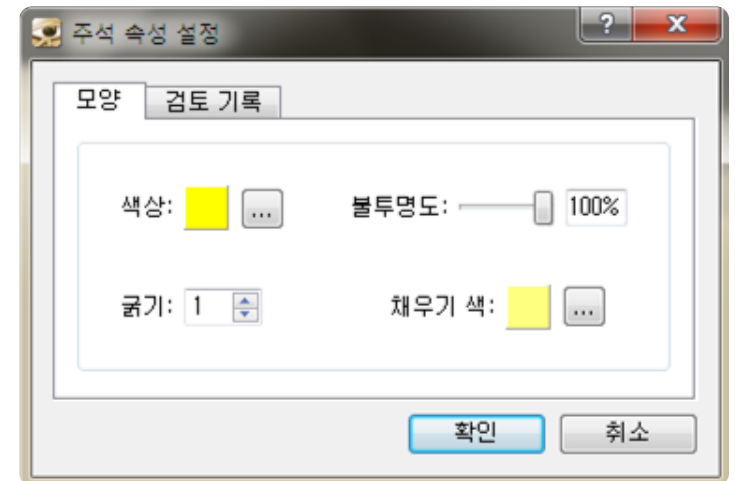 주석 속성 설정
모양 검토 기록
색상: ... 불투명도: 100%
굵기: 1 채우기 색: ...
확인 취소